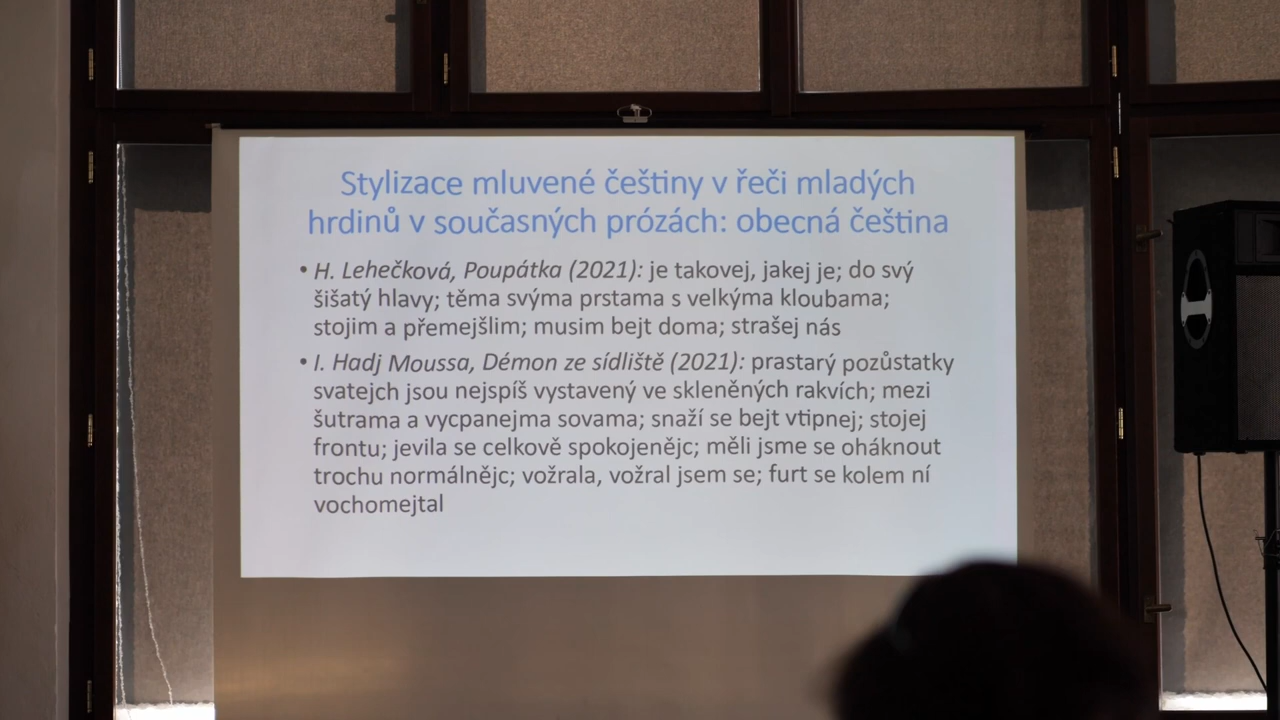 Stylizace mluvené češtiny v řeči mladých
hrdinů v současných prózách: obecná čeština
• H. Lehečková, Poupátka (2021): je takovej, jakej je; do svý
šišatý hlavy; těma svýma prstama s velkýma kloubama;
stojim a přemejšlim; musim bejt doma; strašej nás
• I. Hadj Moussa, Démon ze sídliště (2021): prastarý pozůstatky
svatejch jsou nejspíš vystavený ve skleněných rakvích; mezi
šutrama a vycpanejma sovama; snaží se bejt vtipnej; stojej
frontu; jevila se celkově spokojenějc; měli jsme se oháknout
trochu normálnějc; vožrala, vožral jsem se; furt se kolem ní
vochomejtal